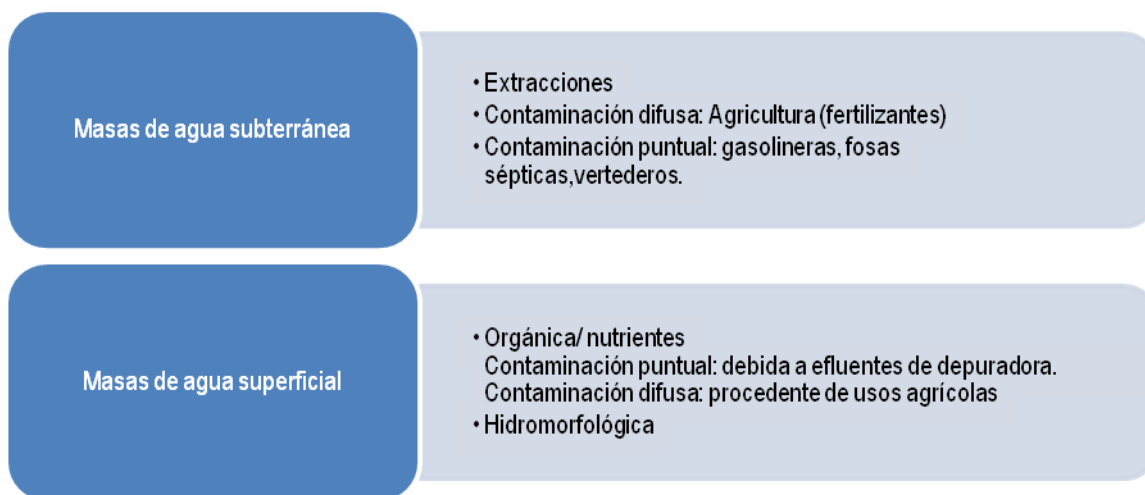 Masas de agua subterránea
• Extracciones
• Contaminación difusa: Agricultura (fertilizantes)
• Contaminación puntual: gasolineras, fosas
sépticas,vertederos.
Masas de agua superficial
• Orgánica/ nutrientes
Contaminación puntual: debida a efluentes de depuradora.
Contaminación difusa: procedente de usos agrícolas
• Hidromorfológica